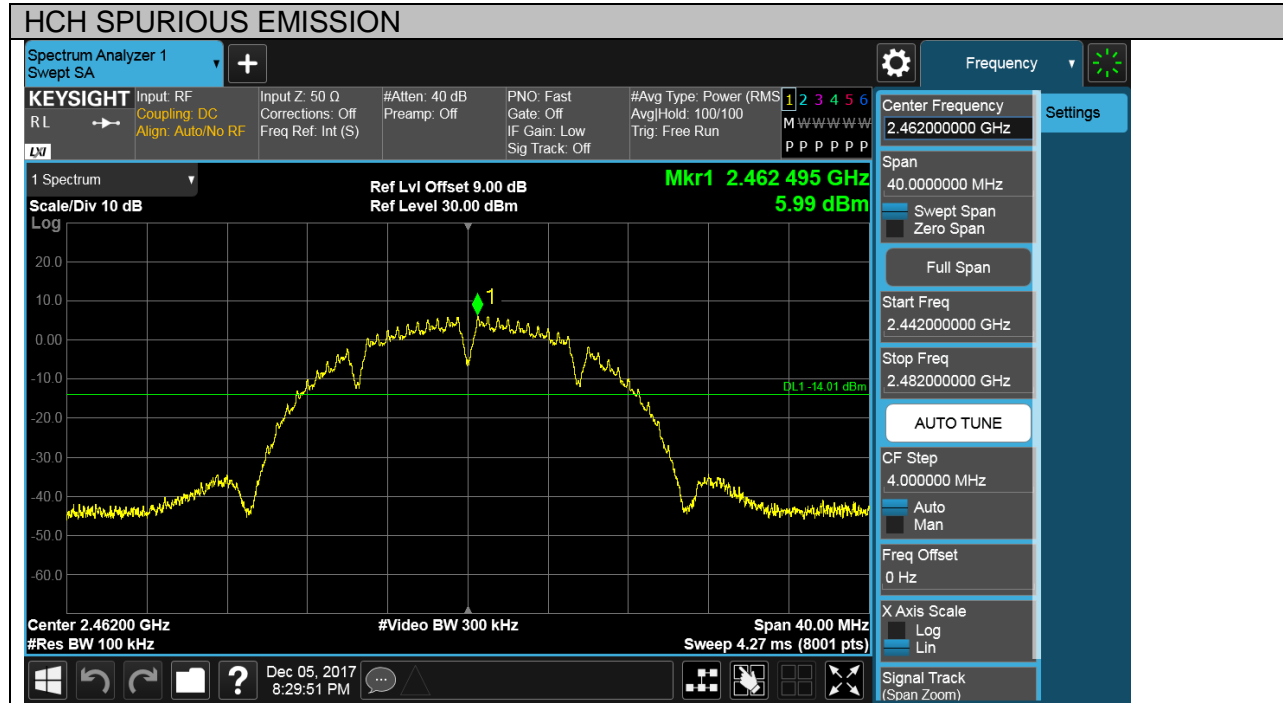 HCH SPURIOUS EMISSION
Spectrum Analyzer 1
Swept SA
Frequency
KEYSIGHT
RL
LXI
Input: RF
Coupling: DC
Align: Auto/No RF
Input Z: 50 Ω
Corrections: Off
Freq Ref: Int (S)
#Atten: 40 dB
Preamp: Off
PNO: Fast
Gate: Off
IF Gain: Low
Sig Track: Off
#Avg Type: Power (RMS
Avg|Hold: 100/100
Trig: Free Run
1 2 3 4 5 6
M W W W W W
P P P P P P
Center Frequency
2.462000000 GHz
Settings
1 Spectrum
Scale/Div 10 dB
Ref Lvl Offset 9.00 dB
Ref Level 30.00 dBm
Mkr1 2.462 495 GHz
5.99 dBm
Log
20.0
10.0
0.00
-10.0
-20.0
-30.0
-40.0
-50.0
-60.0
1
DL1 -14.01 dBm
Center 2.46200 GHz
#Res BW 100 kHz
#Video BW 300 kHz
Span 40.00 MHz
Sweep 4.27 ms (8001 pts)
Span
40.0000000 MHz
Swept Span
Zero Span
Full Span
Start Freq
2.442000000 GHz
Stop Freq
2.482000000 GHz
AUTO TUNE
CF Step
4.000000 MHz
Auto
Man
Freq Offset
0 Hz
X Axis Scale
Log
Lin
Signal Track
(Span Zoom)
?
Dec 05, 2017
8:29:51 PM